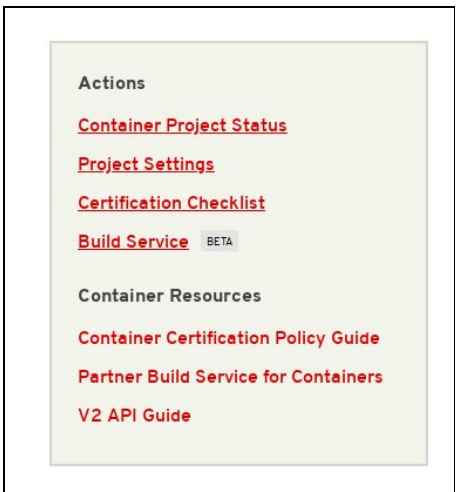 Actions
Container Project Status
Project Settings
Certification Checklist
Build Service BETA
Container Resources
Container Certification Policy Guide
Partner Build Service for Containers
V2 API Guide